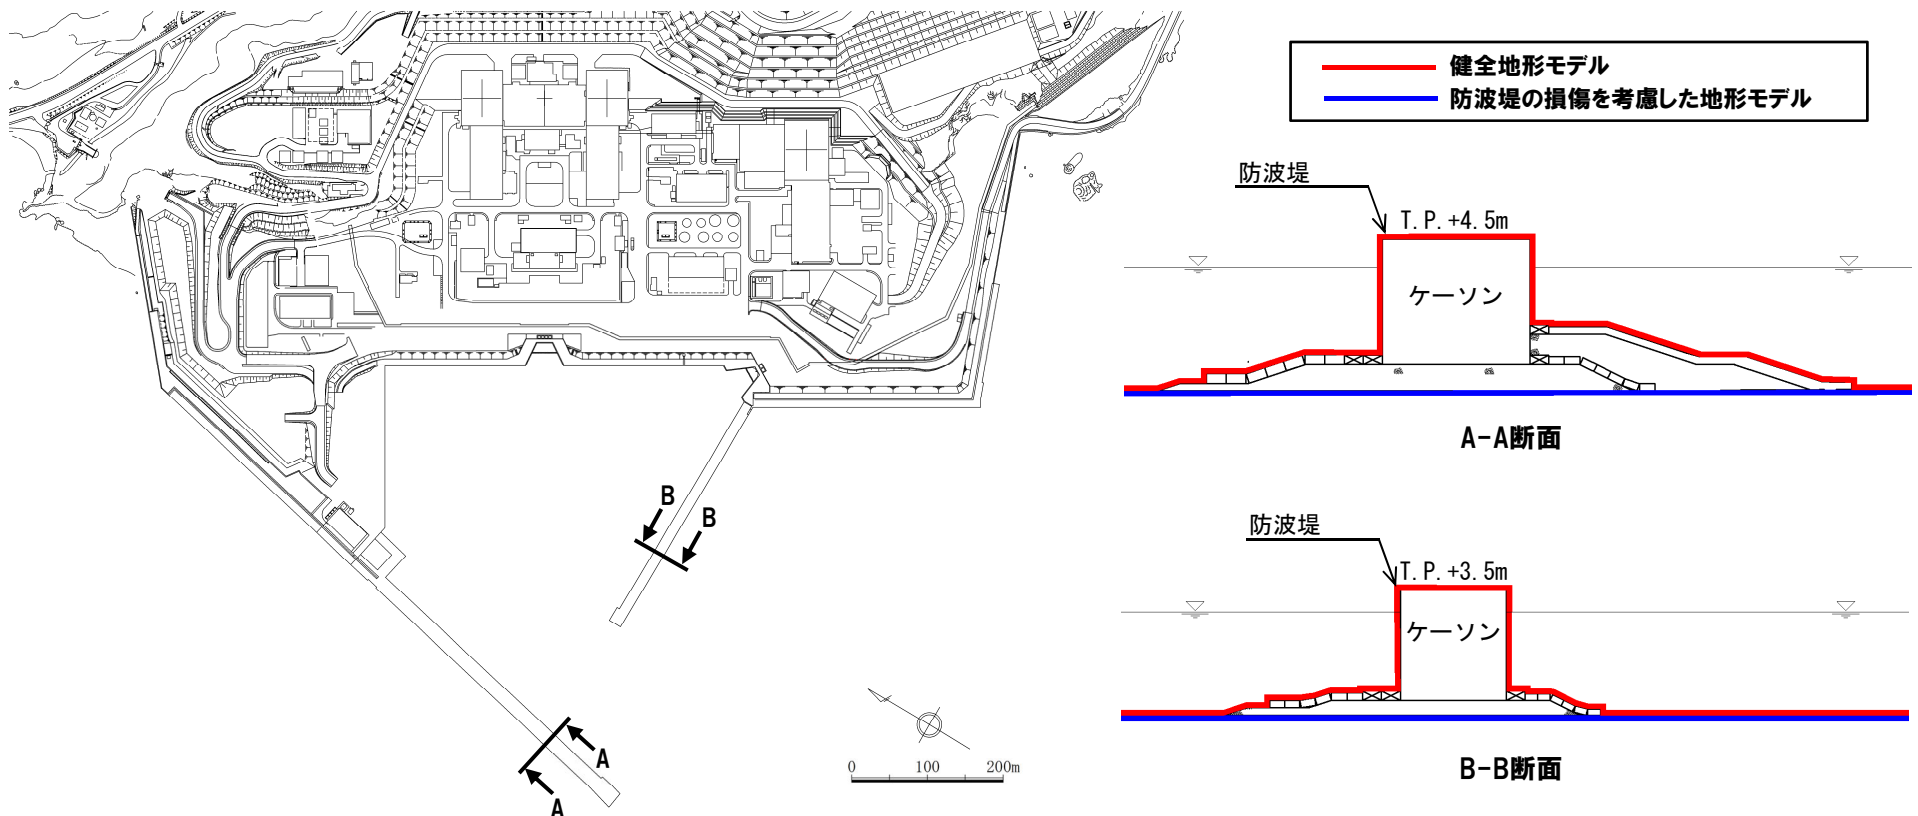 健全地形モデル
防波堤の損傷を考慮した地形モデル
防波堤
T.P.+4.5m
ケーソン
A-A断面
防波堤
T.P.+3.5m
ケーソン
B-B断面
B
B
A
A
0 100 200m